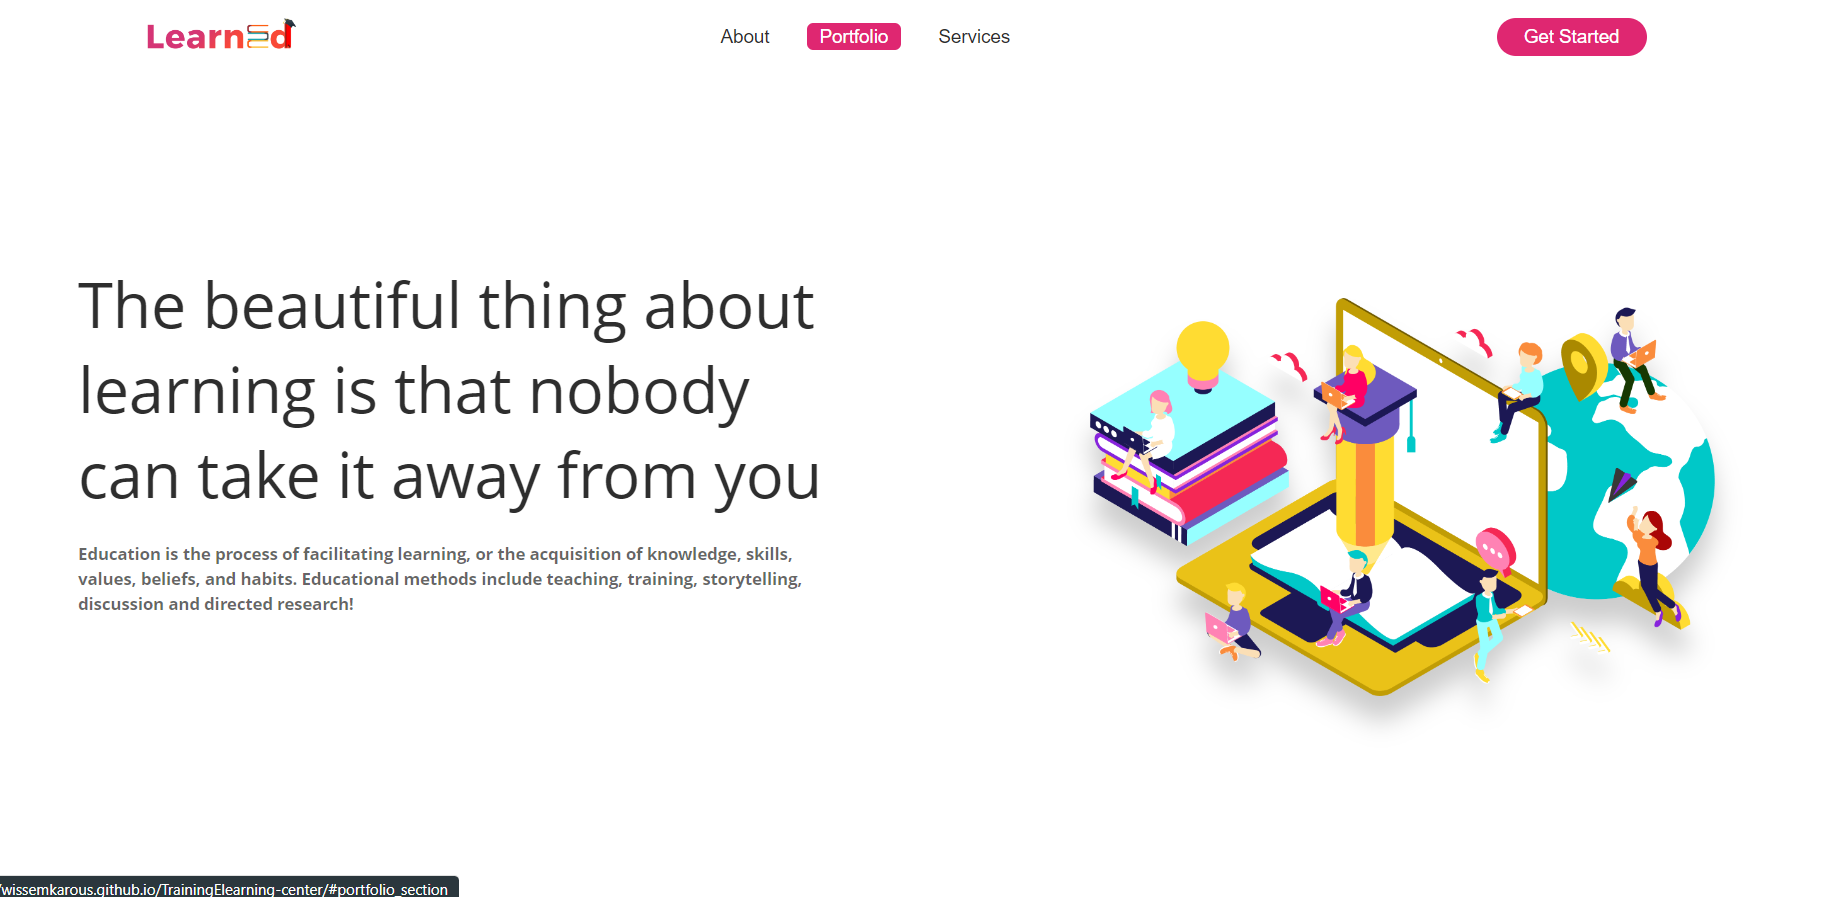 LearnEd
About
Portfolio
Services
Get Started
The beautiful thing about
learning is that nobody
can take it away from you
Education is the process of facilitating learning, or the acquisition of knowledge, skills,
values, beliefs, and habits. Educational methods include teaching, training, storytelling,
discussion and directed research!
/wissemkarous.github.io/TrainingElearning-center/#portfolio_section